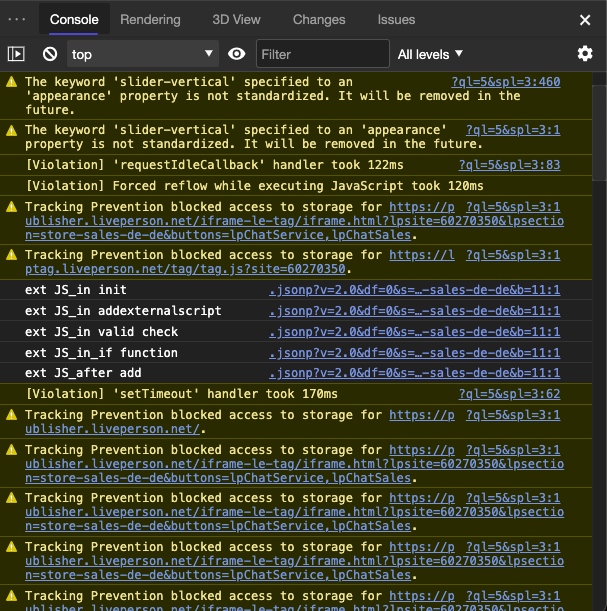 ··· Console Rendering 3D View Changes Issues
top Filter All levels
The keyword 'slider-vertical' specified to an ?ql=5&spl=3:460
'appearance' property is not standardized. It will be removed in the
future.
The keyword 'slider-vertical' specified to an 'appearance' ?ql=5&spl=3:1
property is not standardized. It will be removed in the future.
[Violation] 'requestIdleCallback' handler took 122ms ?ql=5&spl=3:83
[Violation] Forced reflow while executing JavaScript took 120ms
Tracking Prevention blocked access to storage for https://p ?ql=5&spl=3:1
ublisher.liveperson.net/iframe-le-tag/iframe.html?lpsite=60270350&lpsectio
n=store-sales-de-de&buttons=lpChatService,lpChatSales.
Tracking Prevention blocked access to storage for https://l ?ql=5&spl=3:1
ptag.liveperson.net/tag/tag.js?site=60270350.
ext JS_in init .jsonp?v=2.0&df=0&s=…-sales-de-de&b=11:1
ext JS_in addexternalscript .jsonp?v=2.0&df=0&s=…-sales-de-de&b=11:1
ext JS_in valid check .jsonp?v=2.0&df=0&s=…-sales-de-de&b=11:1
ext JS_in_if function .jsonp?v=2.0&df=0&s=…-sales-de-de&b=11:1
ext JS_after add .jsonp?v=2.0&df=0&s=…-sales-de-de&b=11:1
[Violation] 'setTimeout' handler took 170ms ?ql=5&spl=3:62
Tracking Prevention blocked access to storage for https://p ?ql=5&spl=3:1
ublisher.liveperson.net/.
Tracking Prevention blocked access to storage for https://p ?ql=5&spl=3:1
ublisher.liveperson.net/iframe-le-tag/iframe.html?lpsite=60270350&lpsectio
n=store-sales-de-de&buttons=lpChatService,lpChatSales.
Tracking Prevention blocked access to storage for https://p ?ql=5&spl=3:1
ublisher.liveperson.net/iframe-le-tag/iframe.html?lpsite=60270350&lpsectio
n=store-sales-de-de&buttons=lpChatService,lpChatSales.
Tracking Prevention blocked access to storage for https://p ?ql=5&spl=3:1
ublisher.liveperson.net/iframe-le-tag/iframe.html?lpsite=60270350&lpsectio
n=store-sales-de-de&buttons=lpChatService,lpChatSales.
Tracking Prevention blocked access to storage for https://p ?ql=5&spl=3:1
ublisher.liveperson.net/iframe-le-tag/iframe.html?lpsite=60270350&lpsectio